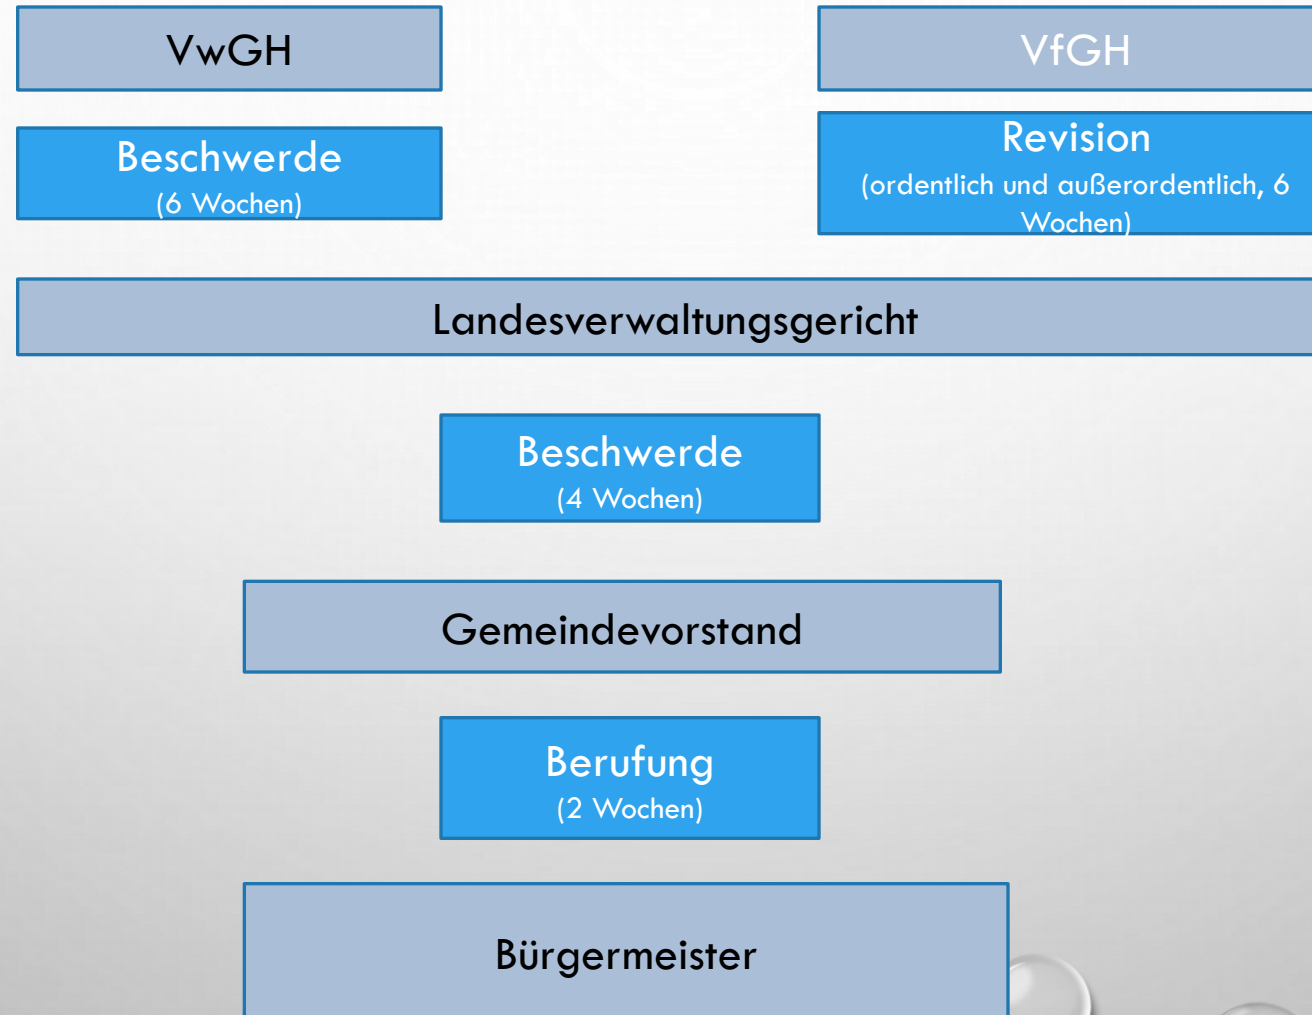 VwGH
VfGH
Beschwerde
(6 Wochen)
Revision
(ordentlich und außerordentlich, 6
Wochen)
Landesverwaltungsgericht
Beschwerde
(4 Wochen)
Gemeindevorstand
Berufung
(2 Wochen)
Bürgermeister